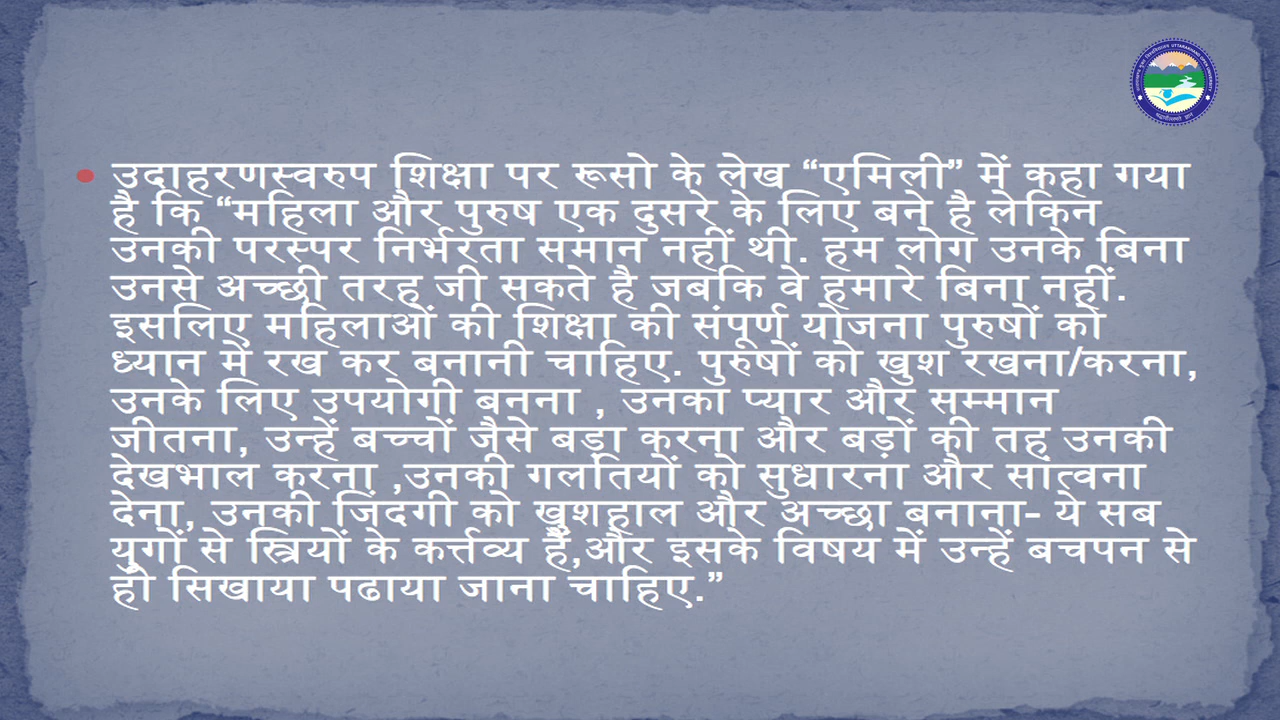 उदाहरणस्वरुप शिक्षा पर रूसो के लेख “एमिली” में कहा गया
है कि “महिला और पुरुष एक दुसरे के लिए बने है लेकिन
उनकी परस्पर निर्भरता समान नहीं थी. हम लोग उनके बिना
उनसे अच्छी तरह जी सकते है जबकि वे हमारे बिना नहीं.
इसलिए महिलाओं की शिक्षा की संपूर्ण योजना पुरुषों को
ध्यान में रख कर बनानी चाहिए. पुरुषों को खुश रखना/करना,
उनके लिए उपयोगी बनना , उनका प्यार और सम्मान
जीतना, उन्हें बच्चों जैसे बड़ा करना और बड़ों की तह उनकी
देखभाल करना ,उनकी गलतियों को सुधारना और सांत्वना
देना, उनकी जिंदगी को खुशहाल और अच्छा बनाना- ये सब
युगों से स्त्रियों के कर्त्तव्य हैं,और इसके विषय में उन्हें बचपन से
ही सिखाया पढाया जाना चाहिए.”